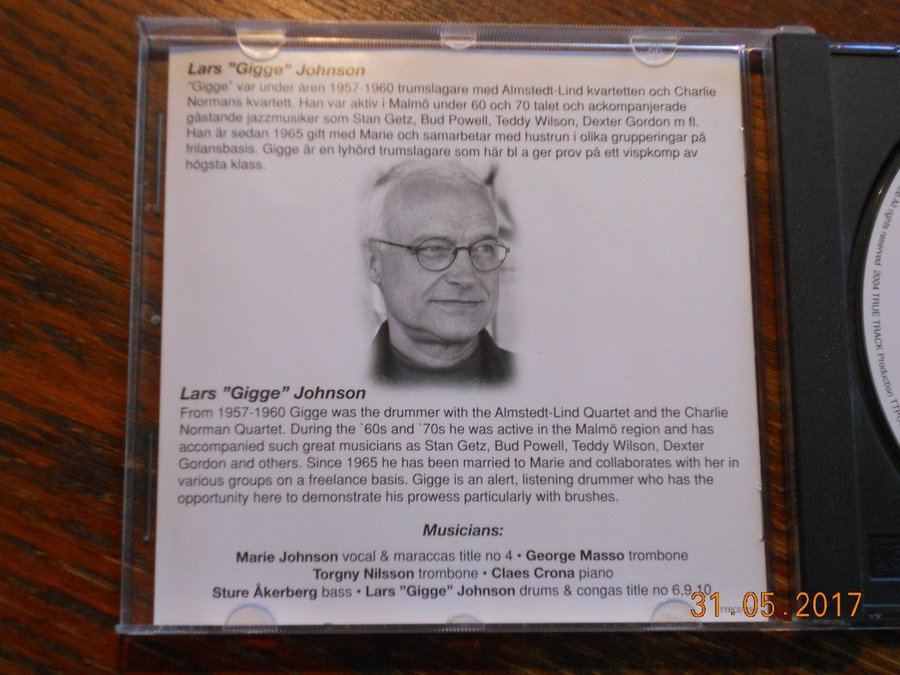 Lars ”Gigge” Johnson
”Gigge” var under åren 1957-1960 trumslagare med Almstedt-Lind kvartetten och Charlie
Normans kvartett. Han var aktiv i Malmö under 60 och 70 talet och ackompanjerade
gåstande jazzmusiker som Stan Getz, Bud Powell, Teddy Wilson, Dexter Gordon m fl.
Han är sedan 1965 gift med Marie och samarbetar med hustrun i olika grupperingar på
frilansbasis. Gigge är en lyhörd trumslagare som här bl a ger prov på ett vispkomp av
högsta klass.
Lars ”Gigge” Johnson
From 1957-1960 Gigge was the drummer with the Almstedt-Lind Quartet and the Charlie
Norman Quartet. During the `60s and `70s he was active in the Malmö region and has
accompanied such great musicians as Stan Getz, Bud Powell, Teddy Wilson, Dexter
Gordon and others. Since 1965 he has been married to Marie and collaborates with her in
various groups on a freelance basis. Gigge is an alert, listening drummer who has the
opportunity here to demonstrate his prowess particularly with brushes.
Musicians:
Marie Johnson vocal & maraccas title no 4 • George Masso trombone
Torgny Nilsson trombone • Claes Crona piano
Sture Åkerberg bass • Lars ”Gigge” Johnson drums & congas title no 6,9,10
All rights reserved 2004 TRUE TRACK Production
31.05.2017